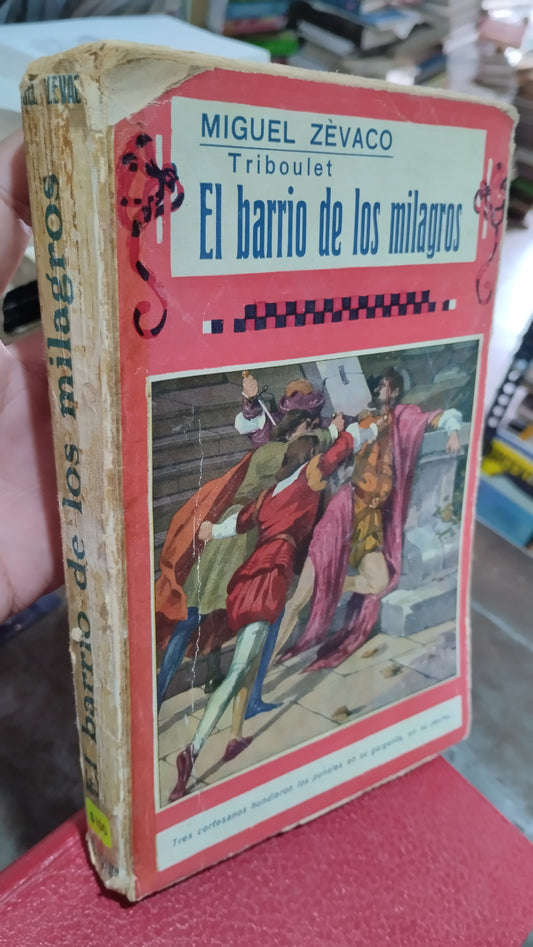 MIGUEL ZÈVACO
Triboulet
El barrio de los milagros
Tres cortesanos hundieron los puñales en su garganta, en su pecho...
El barrio de los milagros
$150